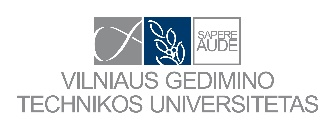 SAPERE
AUDE
VILNIAUS GEDIMINO
TECHNIKOS UNIVERSITETAS